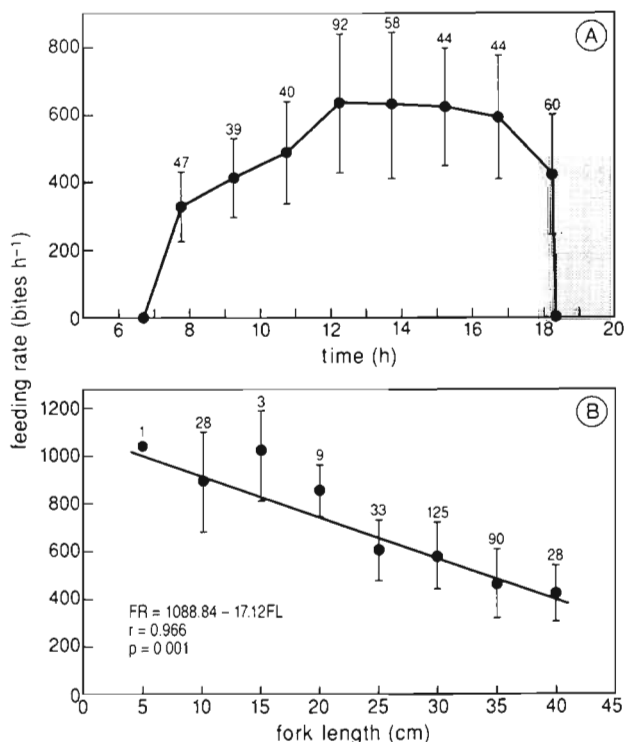 feeding rate (bites h⁻¹)
A
800
600
400
200
0
47
39
40
92
58
44
44
60
6 8 10 12 14 16 18 20
time (h)
B
1200
1000
800
600
400
200
0
1
28
3
9
33
125
90
28
FR = 1088.84 – 17.12FL
r = 0.966
p = 0 001
0 5 10 15 20 25 30 35 40 45
fork length (cm)